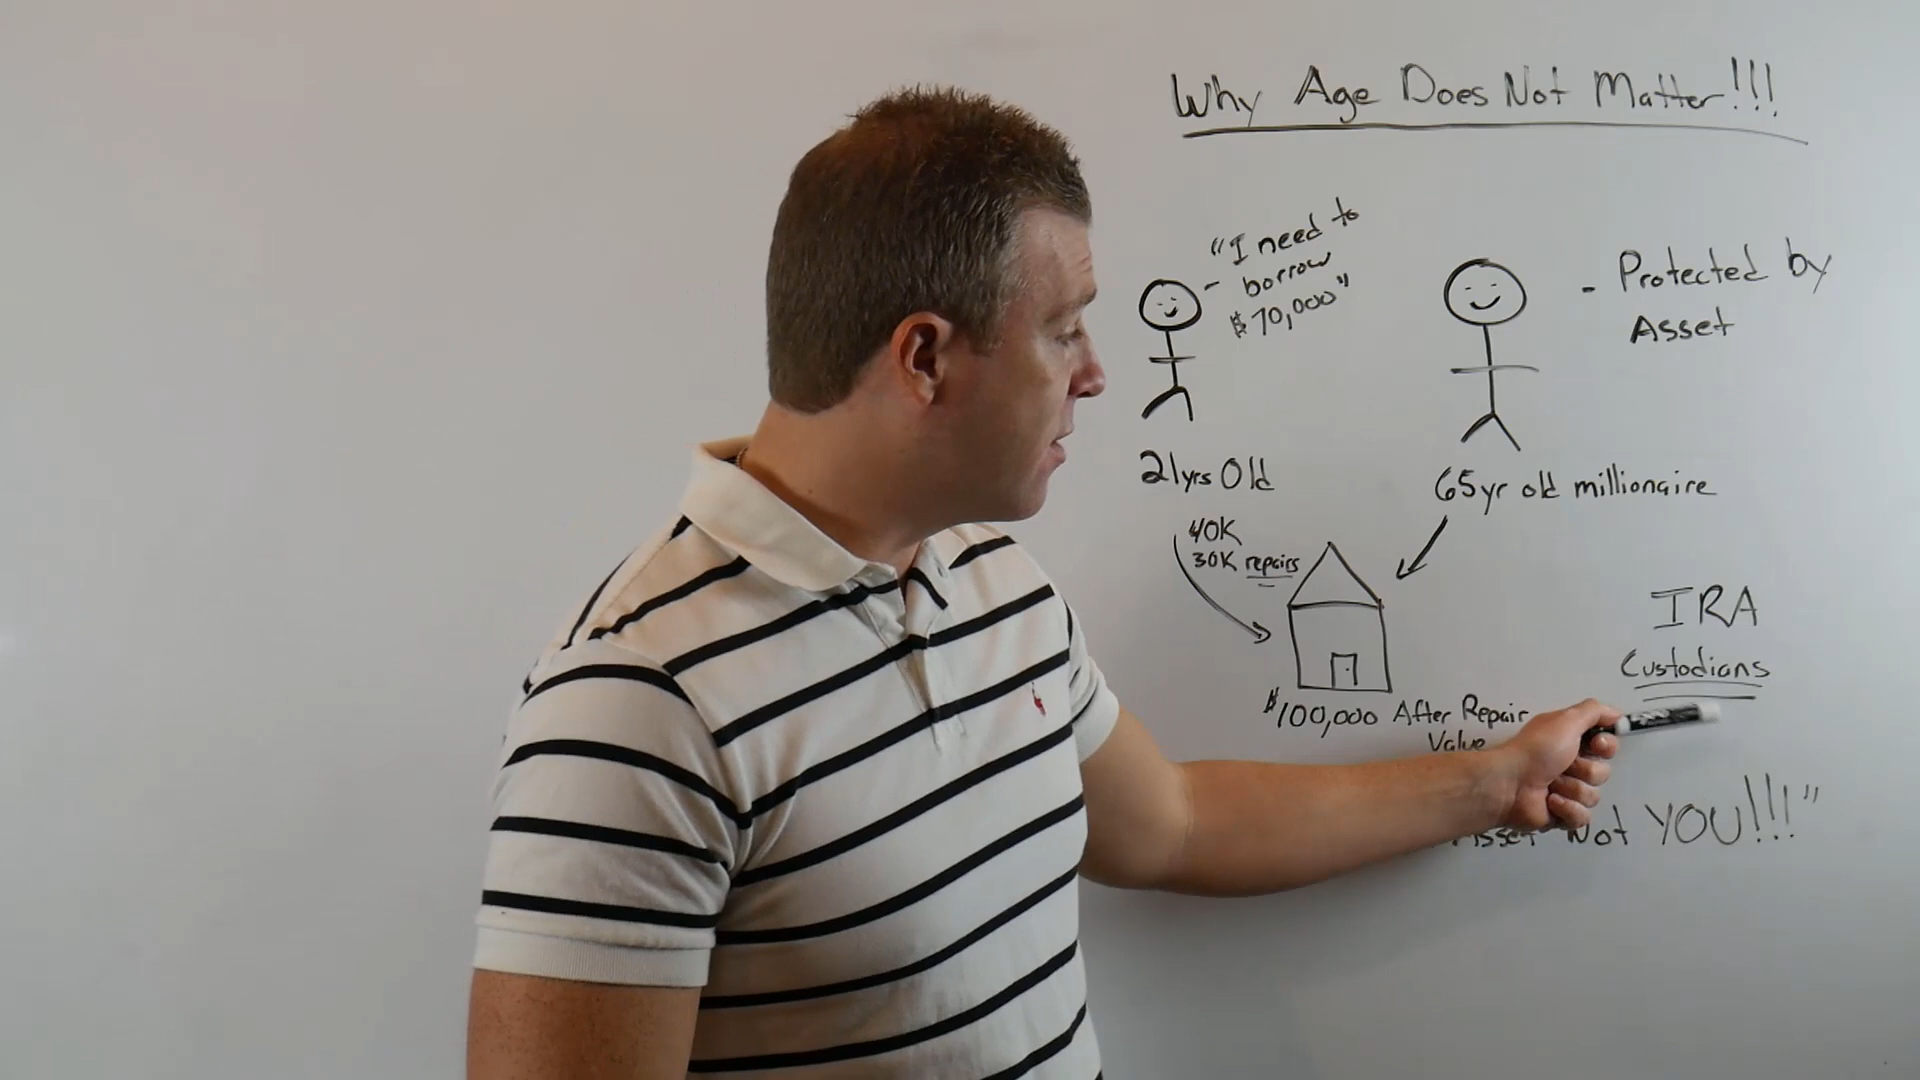 Why Age Does Not Matter!!!
"I need to
- borrow
$70,000"
- Protected by
Asset
21yrs Old
65yr old millionaire
40K
30K repairs
IRA
Custodians
$100,000 After Repair
Value
Asset Not YOU!!!"